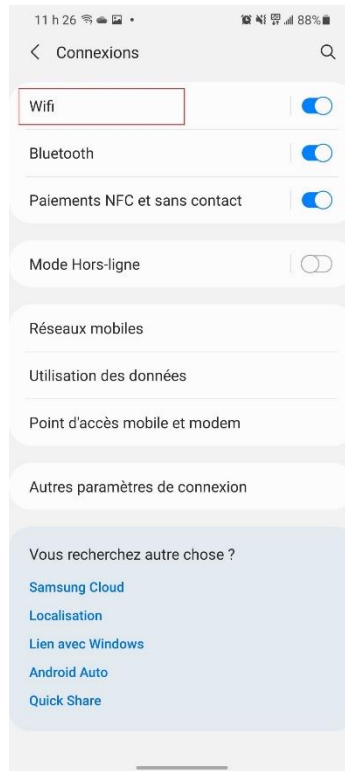 11 h 26 88%
Connexions
Wifi
Bluetooth
Paiements NFC et sans contact
Mode Hors-ligne
Réseaux mobiles
Utilisation des données
Point d'accès mobile et modem
Autres paramètres de connexion
Vous recherchez autre chose ?
Samsung Cloud
Localisation
Lien avec Windows
Android Auto
Quick Share